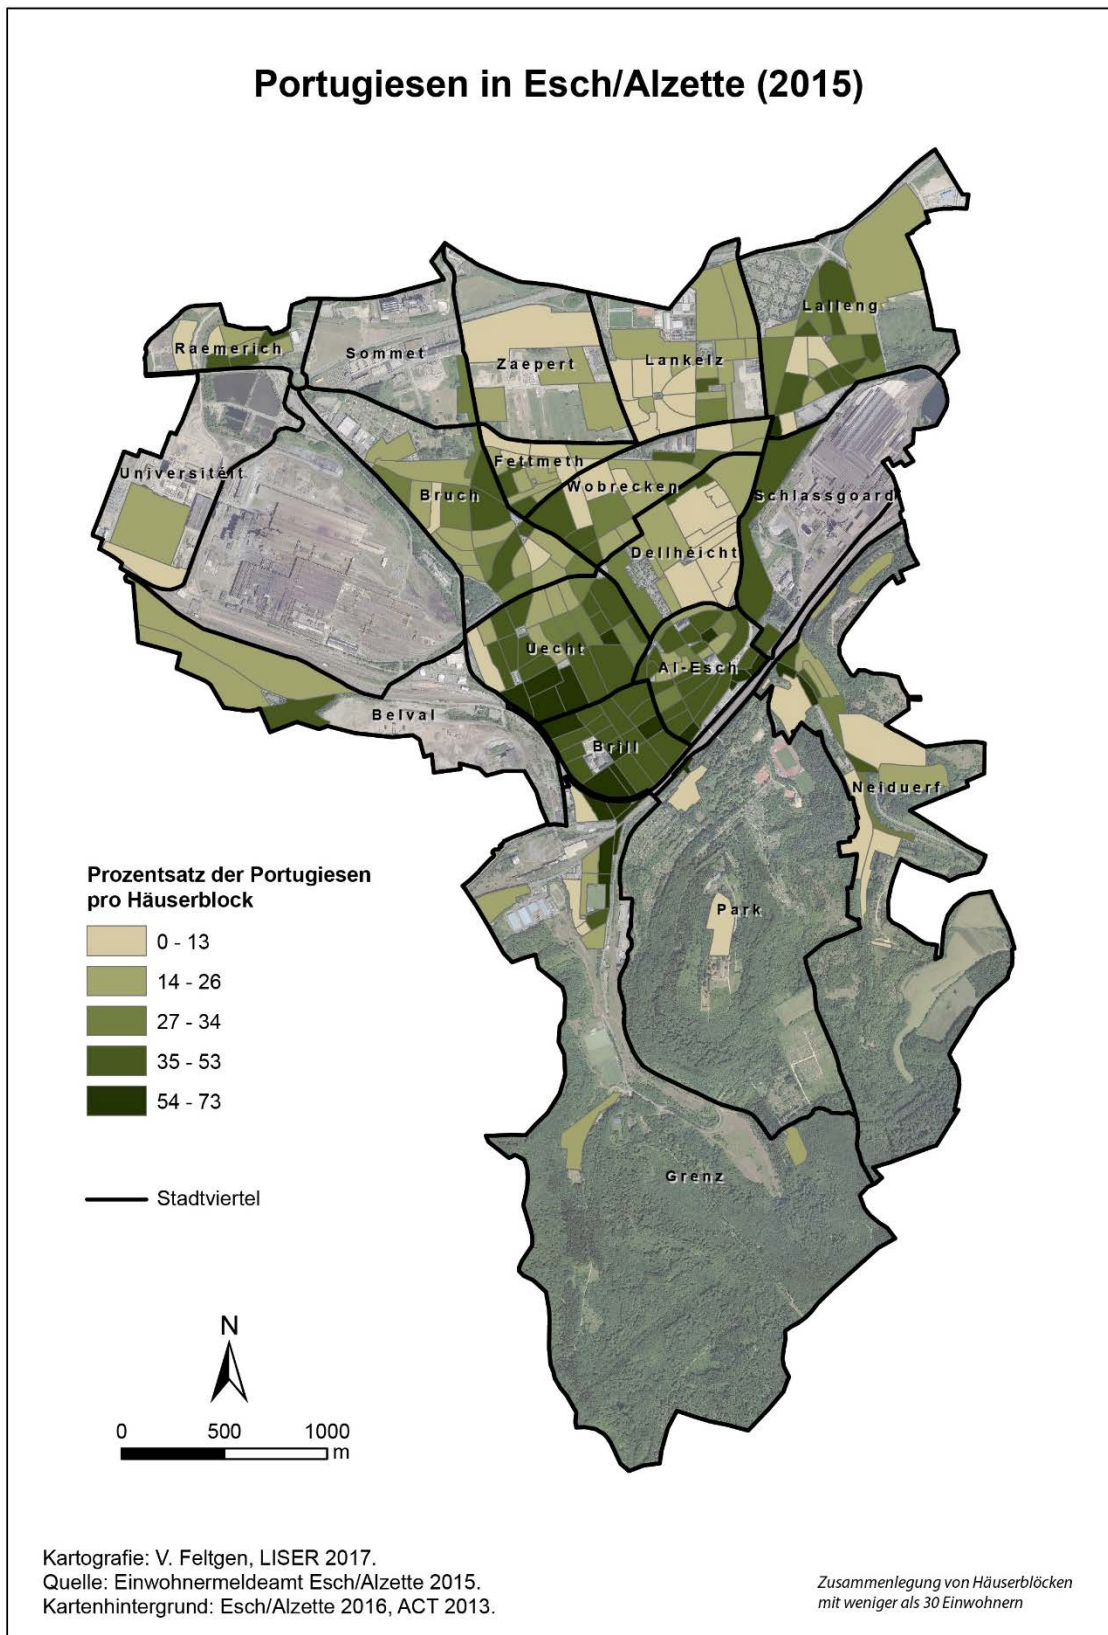 Portugiesen in Esch/Alzette (2015)
Lalleng
Raemerich
Sommet
Zaepert
Lankelz
Universitéit
Fettmeth
Wobrecken
Bruch
Schlassgoard
Dellhéicht
Uecht
Al-Esch
Belval
Brill
Neiduerf
Park
Grenz
Prozentsatz der Portugiesen
pro Häuserblock
0 - 13
14 - 26
27 - 34
35 - 53
54 - 73
Stadtviertel
N
0 500 1000
m
Kartografie: V. Feltgen, LISER 2017.
Quelle: Einwohnermeldeamt Esch/Alzette 2015.
Kartenhintergrund: Esch/Alzette 2016, ACT 2013.
Zusammenlegung von Häuserblöcken
mit weniger als 30 Einwohnern